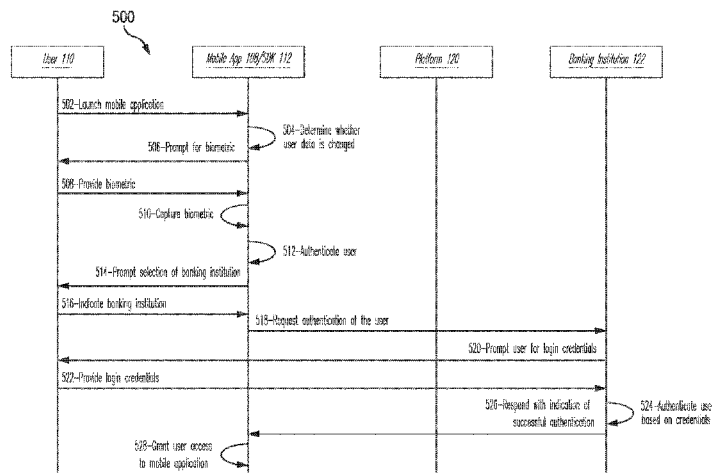 500
User 110
Mobile App 108/SDK 112
Platform 120
Banking Institution 122
502–Launch mobile application
504–Determine whether
user data is changed
506–Prompt for biometric
508–Provide biometric
510–Capture biometric
512–Authenticate user
514–Prompt selection of banking institution
516–Indicate banking institution
518–Request authentication of the user
520–Prompt user for login credentials
522–Provide login credentials
524–Authenticate use
based on credentials
526–Respond with indication of
successful authentication
528–Grant user access
to mobile application